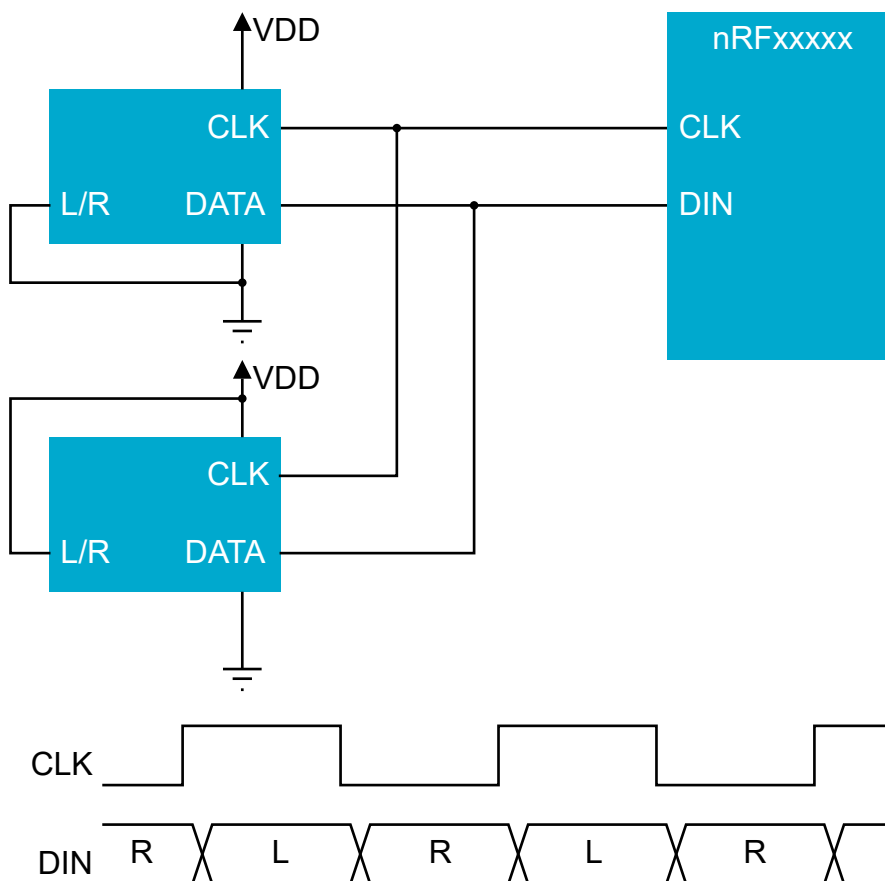 VDD
nRFxxxxx
CLK
CLK
L/R
DATA
DIN
VDD
CLK
L/R
DATA
CLK
DIN
R
L
R
L
R